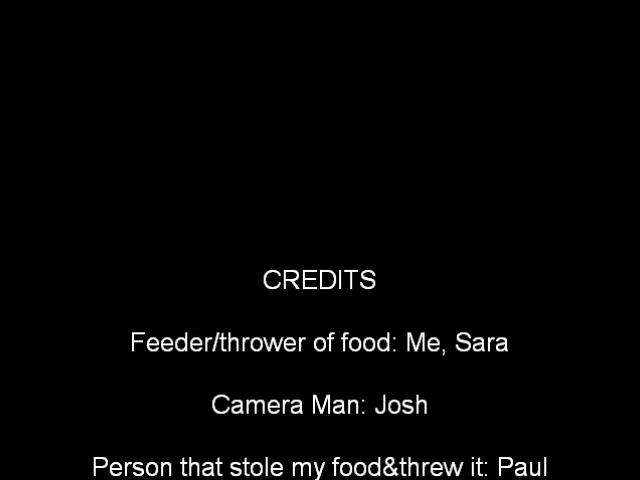 CREDITS
Feeder/thrower of food: Me, Sara
Camera Man: Josh
Person that stole my food&threw it: Paul